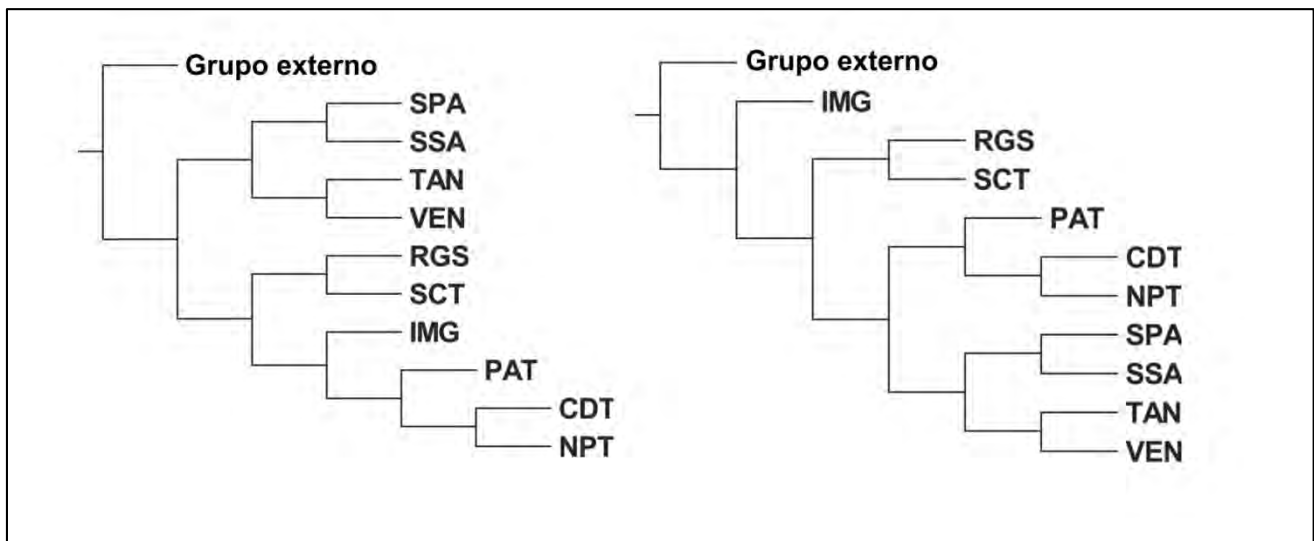 Grupo externo
SPA
SSA
TAN
VEN
RGS
SCT
IMG
PAT
CDT
NPT
Grupo externo
IMG
RGS
SCT
PAT
CDT
NPT
SPA
SSA
TAN
VEN